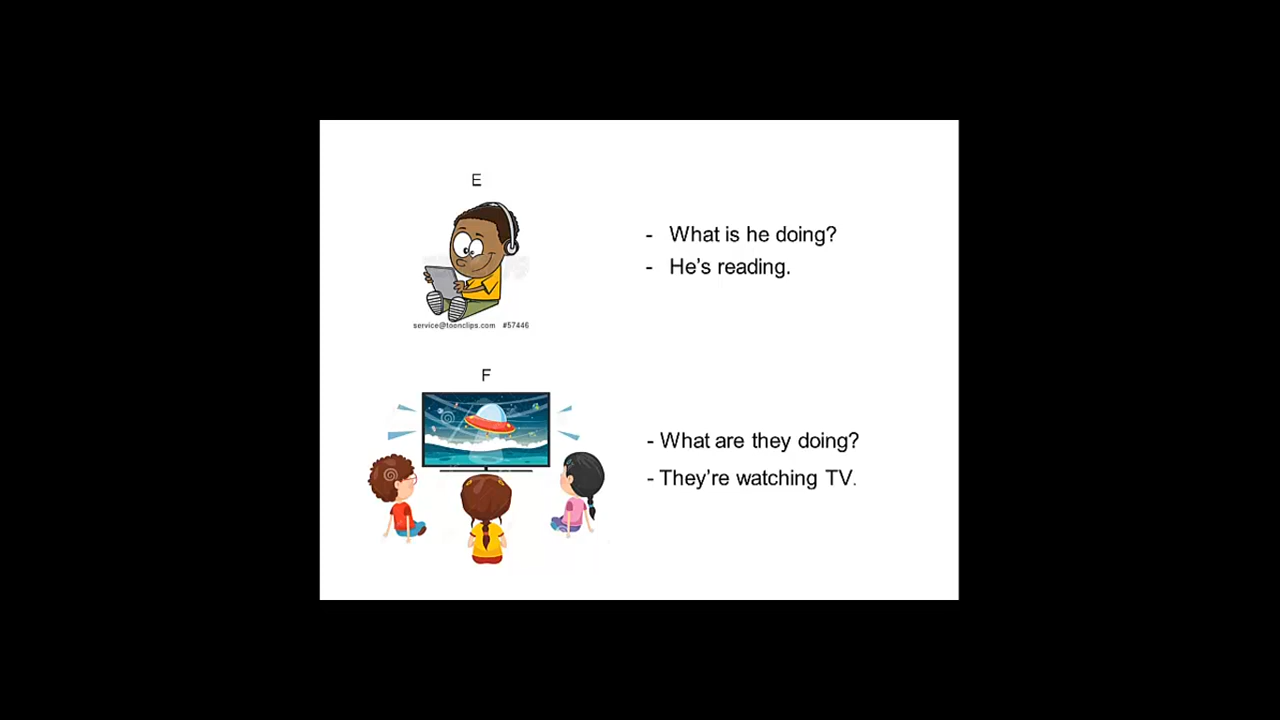 E
- What is he doing?
- He's reading.
service@toonclips.com #57446
F
- What are they doing?
- They're watching TV.